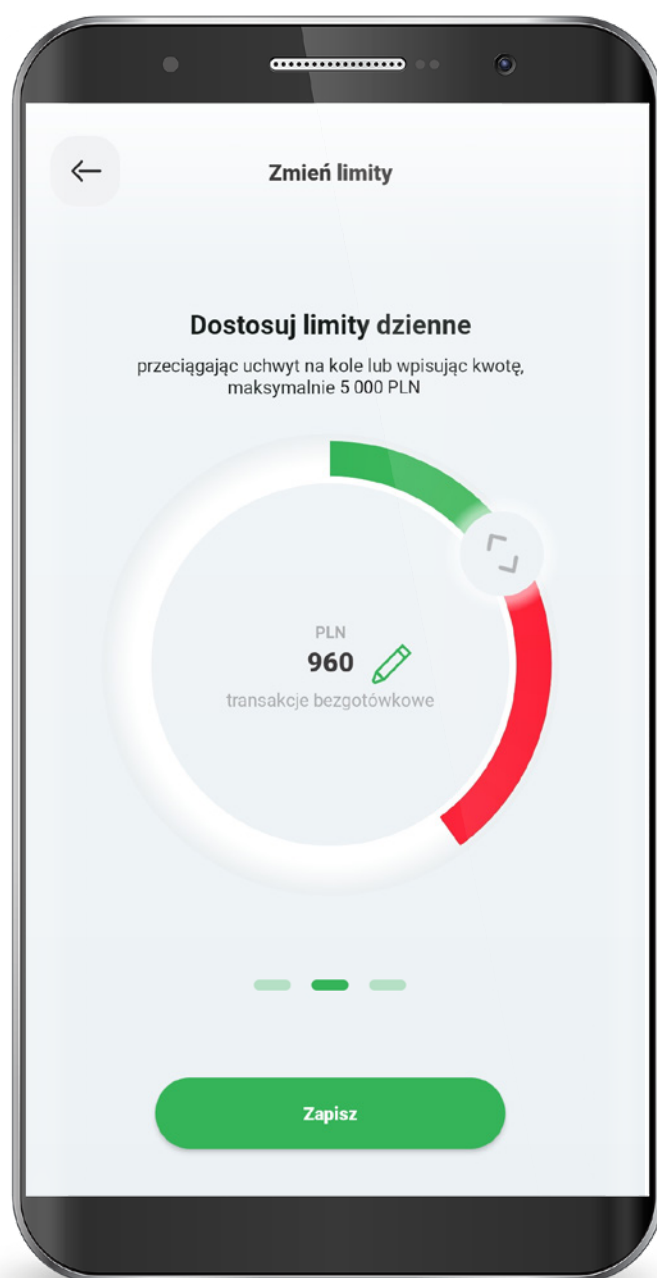 Zmień limity
Dostosuj limity dzienne
przeciągając uchwyt na kole lub wpisując kwotę,
maksymalnie 5 000 PLN
PLN
960
transakcje bezgotówkowe
Zapisz